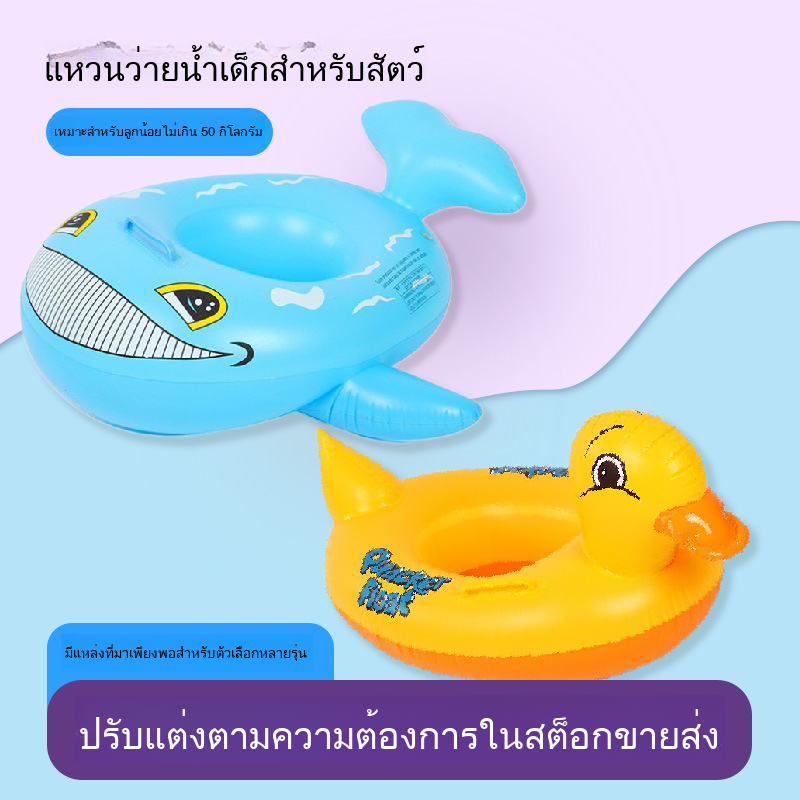 แหวนว่ายน้ำเด็กสำหรับสัตว์
เหมาะสำหรับลูกน้อยไม่เกิน 50 กิโลกรัม
Float
มีแหล่งที่มาเพียงพอสำหรับตัวเลือกหลายรุ่น
ปรับแต่งตามความต้องการในสต็อกขายส่ง